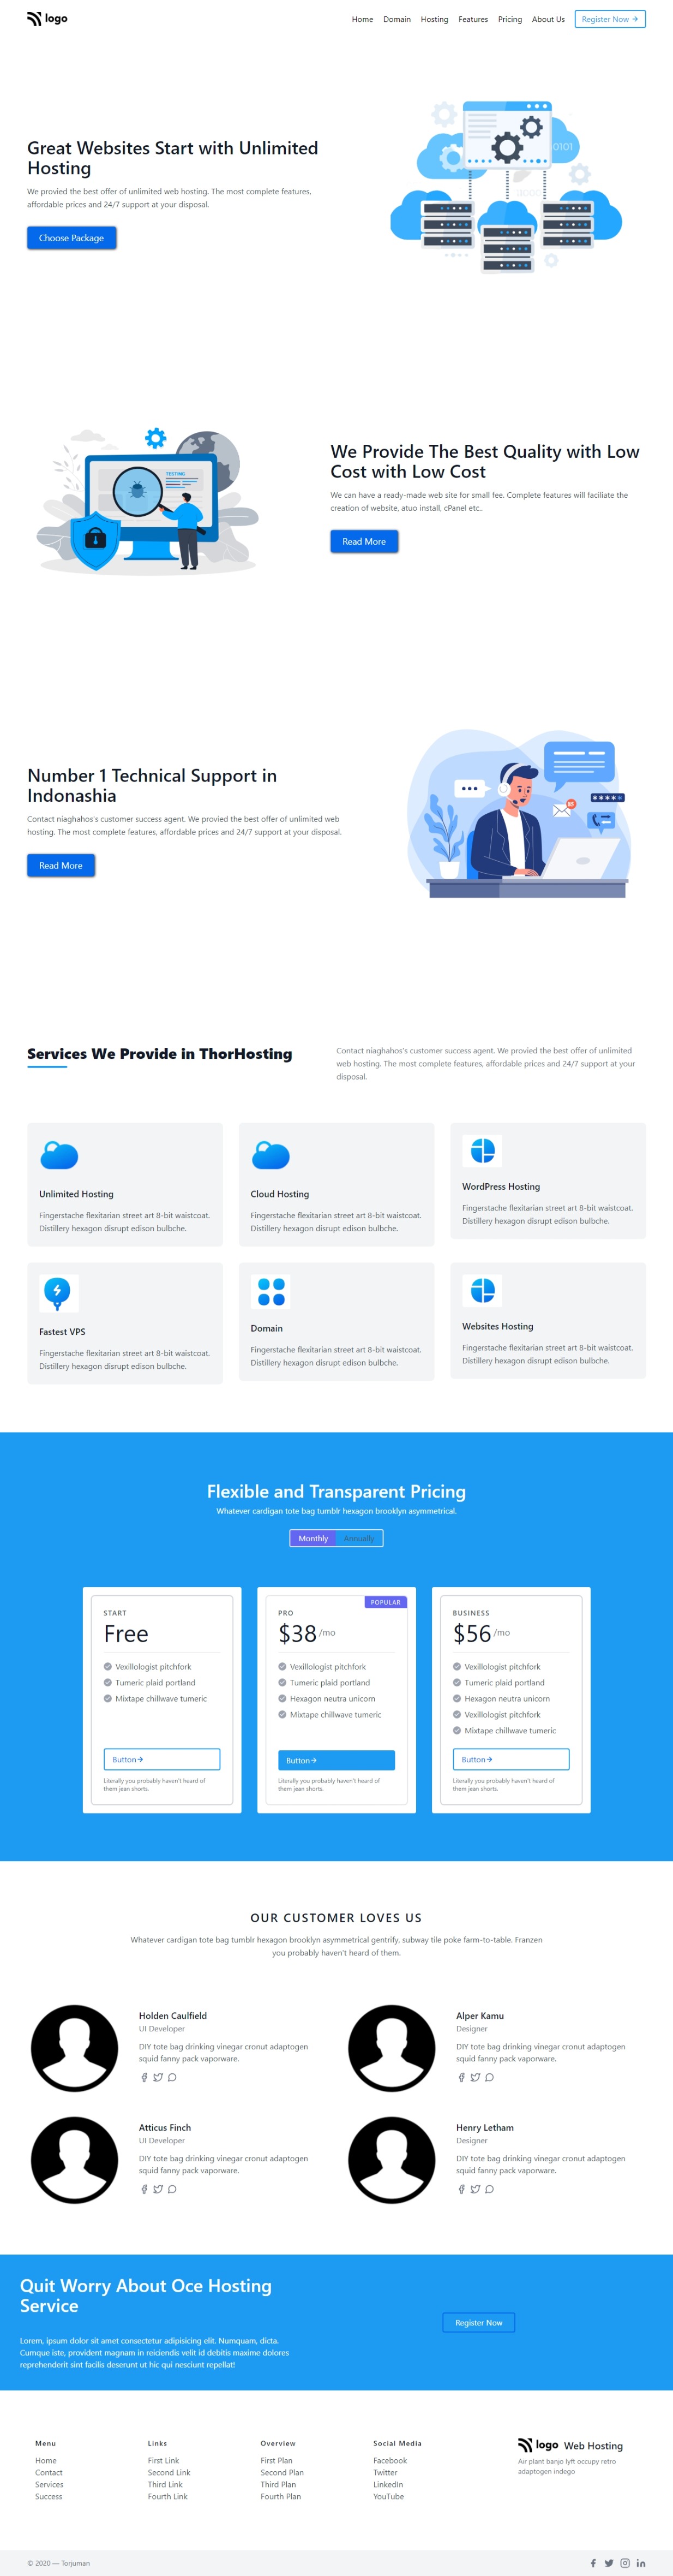 logo
Home Domain Hosting Features Pricing About Us Register Now
Great Websites Start with Unlimited
Hosting
We provied the best offer of unlimited web hosting. The most complete features,
affordable prices and 24/7 support at your disposal.
Choose Package
0101
TESTING
We Provide The Best Quality with Low
Cost with Low Cost
We can have a ready-made web site for small fee. Complete features will faciliate the
creation of website, atuo install, cPanel etc..
Read More
Number 1 Technical Support in
Indonashia
Contact niaghahos's customer success agent. We provied the best offer of unlimited web
hosting. The most complete features, affordable prices and 24/7 support at your disposal.
Read More
Services We Provide in ThorHosting
Contact niaghahos's customer success agent. We provied the best offer of unlimited
web hosting. The most complete features, affordable prices and 24/7 support at your
disposal.
Unlimited Hosting
Fingerstache flexitarian street art 8-bit waistcoat.
Distillery hexagon disrupt edison bulbche.
Cloud Hosting
Fingerstache flexitarian street art 8-bit waistcoat.
Distillery hexagon disrupt edison bulbche.
WordPress Hosting
Fingerstache flexitarian street art 8-bit waistcoat.
Distillery hexagon disrupt edison bulbche.
Fastest VPS
Fingerstache flexitarian street art 8-bit waistcoat.
Distillery hexagon disrupt edison bulbche.
Domain
Fingerstache flexitarian street art 8-bit waistcoat.
Distillery hexagon disrupt edison bulbche.
Websites Hosting
Fingerstache flexitarian street art 8-bit waistcoat.
Distillery hexagon disrupt edison bulbche.
Flexible and Transparent Pricing
Whatever cardigan tote bag tumblr hexagon brooklyn asymmetrical.
Monthly Annually
START
Free
Vexillologist pitchfork
Tumeric plaid portland
Mixtape chillwave tumeric
Button
Literally you probably haven't heard of
them jean shorts.
POPULAR
PRO
$38 /mo
Vexillologist pitchfork
Tumeric plaid portland
Hexagon neutra unicorn
Mixtape chillwave tumeric
Button
Literally you probably haven't heard of
them jean shorts.
BUSINESS
$56 /mo
Vexillologist pitchfork
Tumeric plaid portland
Hexagon neutra unicorn
Vexillologist pitchfork
Mixtape chillwave tumeric
Button
Literally you probably haven't heard of
them jean shorts.
OUR CUSTOMER LOVES US
Whatever cardigan tote bag tumblr hexagon brooklyn asymmetrical gentrify, subway tile poke farm-to-table. Franzen
you probably haven't heard of them.
Holden Caulfield
UI Developer
DIY tote bag drinking vinegar cronut adaptogen
squid fanny pack vaporware.
Alper Kamu
Designer
DIY tote bag drinking vinegar cronut adaptogen
squid fanny pack vaporware.
Atticus Finch
UI Developer
DIY tote bag drinking vinegar cronut adaptogen
squid fanny pack vaporware.
Henry Letham
Designer
DIY tote bag drinking vinegar cronut adaptogen
squid fanny pack vaporware.
Quit Worry About Oce Hosting
Service
Lorem, ipsum dolor sit amet consectetur adipisicing elit. Numquam, dicta.
Cumque iste, provident magnam in reiciendis velit id debitis maxime dolores
reprehenderit sint facilis deserunt ut hic qui nesciunt repellat!
Register Now
Menu
Home
Contact
Services
Success
Links
First Link
Second Link
Third Link
Fourth Link
Overview
First Plan
Second Plan
Third Plan
Fourth Plan
Social Media
Facebook
Twitter
LinkedIn
YouTube
logo Web Hosting
Air plant banjo lyft occupy retro
adaptogen indego
© 2020 — Torjuman